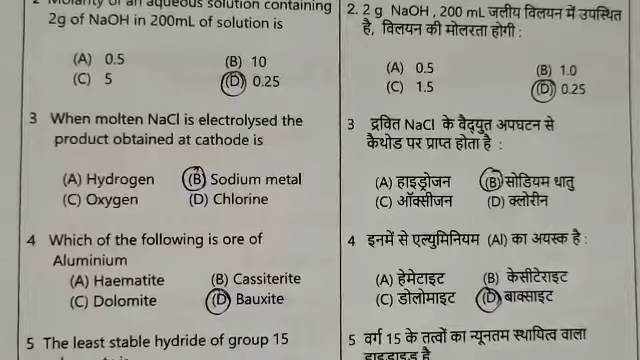 2 Molarity of an aqueous solution containing
2g of NaOH in 200mL of solution is
(A) 0.5 (B) 10
(C) 5 (D) 0.25
3 When molten NaCl is electrolysed the
product obtained at cathode is
(A) Hydrogen (B) Sodium metal
(C) Oxygen (D) Chlorine
4 Which of the following is ore of
Aluminium
(A) Haematite (B) Cassiterite
(C) Dolomite (D) Bauxite
5 The least stable hydride of group 15
2. 2 g NaOH , 200 mL जलीय विलयन में उपस्थित
है, विलयन की मोलरता होगी :
(A) 0.5 (B) 1.0
(C) 1.5 (D) 0.25
3 द्रवित NaCl के वैद्युत अपघटन से
कैथोड पर प्राप्त होता है :
(A) हाइड्रोजन (B) सोडियम धातु
(C) ऑक्सीजन (D) क्लोरीन
4 इनमें से एल्युमिनियम (Al) का अयस्क है :
(A) हेमेटाइट (B) केसीटेराइट
(C) डोलोमाइट (D) बाक्साइट
5 वर्ग 15 के तत्वों का न्यूनतम स्थायित्व वाला
हाइड्राइड है